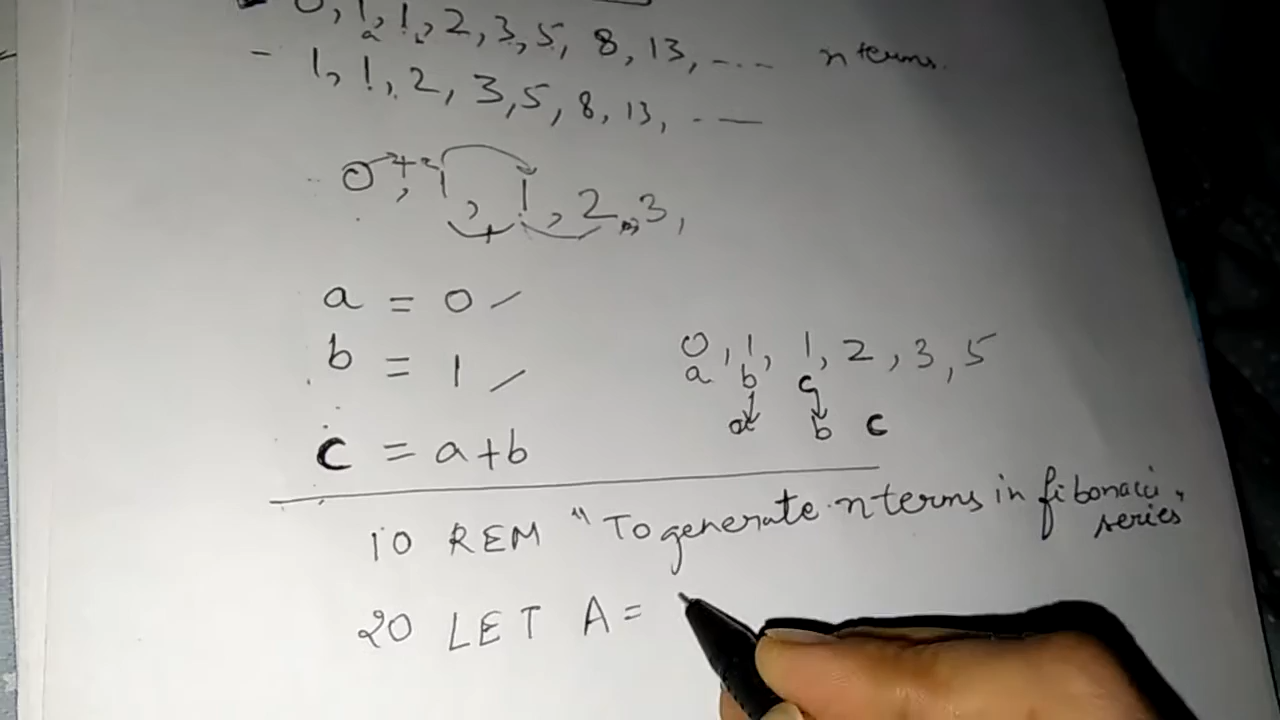 0, 1, 1, 2, 3, 5, 8, 13, .... n terms.
a b
- 1, 1, 2, 3, 5, 8, 13, ..—
0 + 1, 1, 2, 3,
+
a = 0
b = 1
0, 1, 1, 2, 3, 5
a b c
a b c
c = a+b
10 REM "To generate n terms in fibonacci series"
20 LET A =